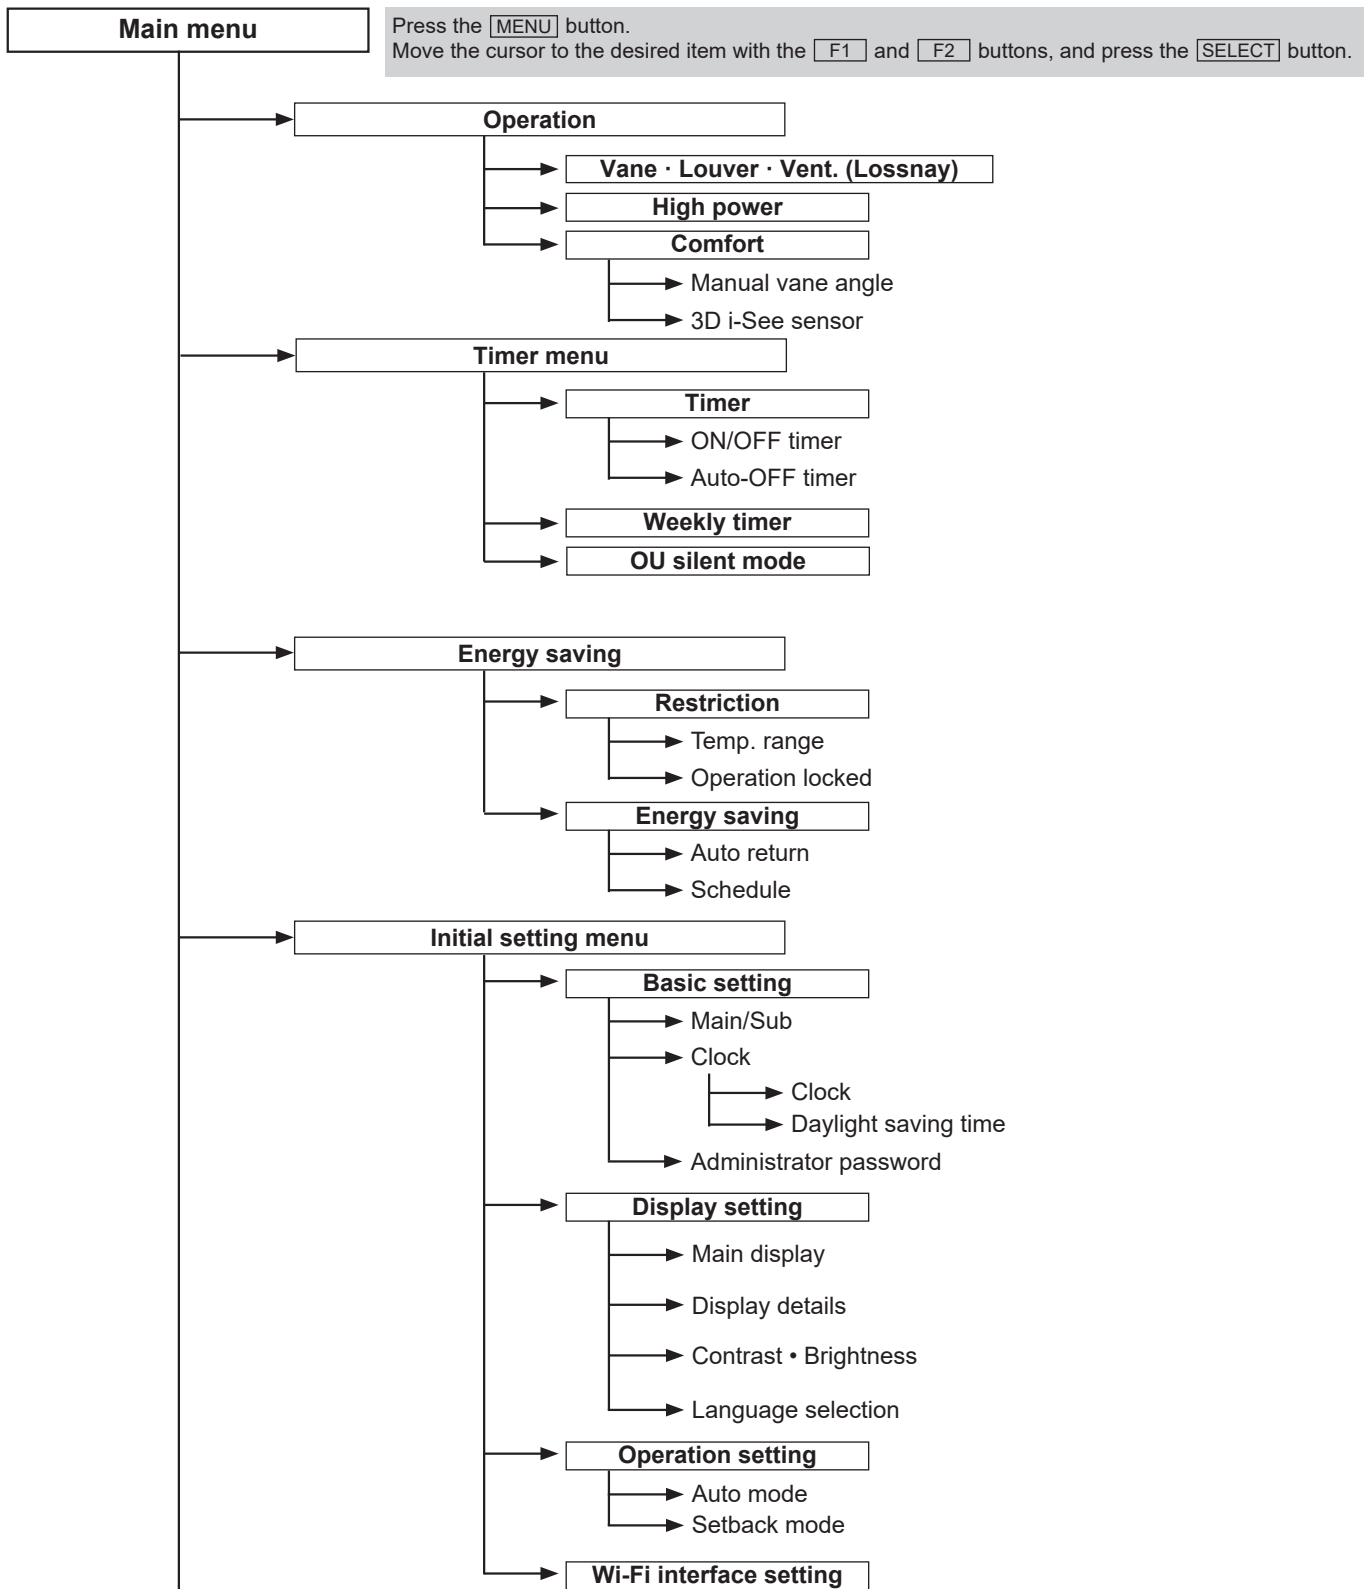 Main menu
Press the MENU button.
Move the cursor to the desired item with the F1 and F2 buttons, and press the SELECT button.
Operation
Vane · Louver · Vent. (Lossnay)
High power
Comfort
Manual vane angle
3D i-See sensor
Timer menu
Timer
ON/OFF timer
Auto-OFF timer
Weekly timer
OU silent mode
Energy saving
Restriction
Temp. range
Operation locked
Energy saving
Auto return
Schedule
Initial setting menu
Basic setting
Main/Sub
Clock
Clock
Daylight saving time
Administrator password
Display setting
Main display
Display details
Contrast • Brightness
Language selection
Operation setting
Auto mode
Setback mode
Wi-Fi interface setting